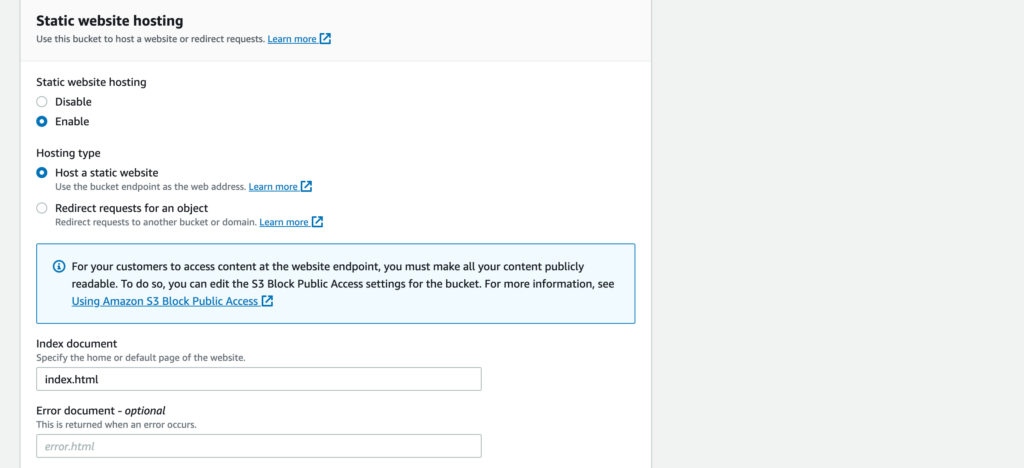 Static website hosting
Use this bucket to host a website or redirect requests. Learn more
Static website hosting
Disable
Enable
Hosting type
Host a static website
Use the bucket endpoint as the web address. Learn more
Redirect requests for an object
Redirect requests to another bucket or domain. Learn more
For your customers to access content at the website endpoint, you must make all your content publicly
readable. To do so, you can edit the S3 Block Public Access settings for the bucket. For more information, see
Using Amazon S3 Block Public Access
Index document
Specify the home or default page of the website.
index.html
Error document - optional
This is returned when an error occurs.
error.html